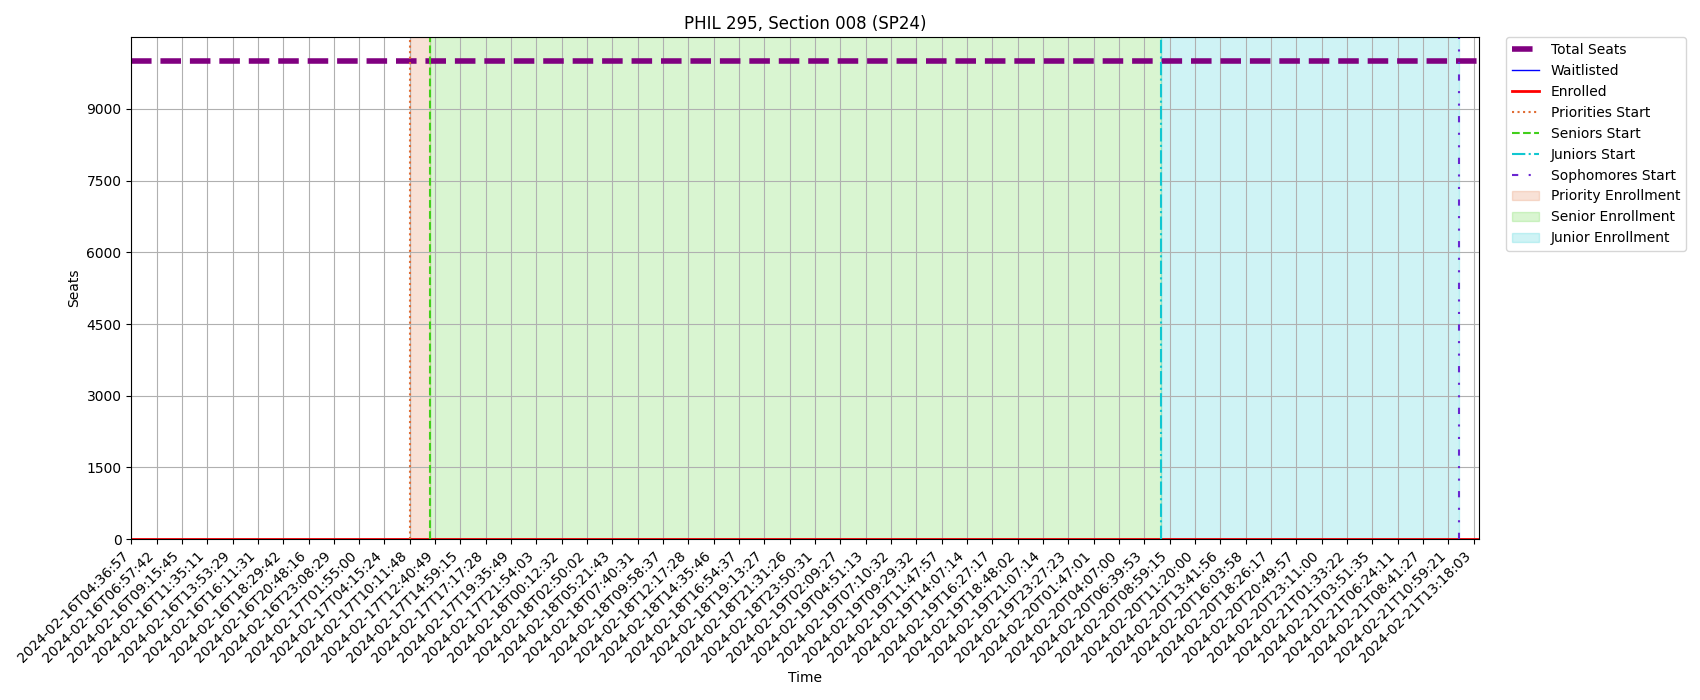 PHIL 295, Section 008 (SP24)
Seats
9000
7500
6000
4500
3000
1500
0
2024-02-16T04:36:57
2024-02-16T06:57:42
2024-02-16T09:15:45
2024-02-16T11:35:11
2024-02-16T13:53:29
2024-02-16T16:11:31
2024-02-16T18:29:42
2024-02-16T20:48:16
2024-02-16T23:08:29
2024-02-17T01:55:00
2024-02-17T04:15:24
2024-02-17T10:11:48
2024-02-17T12:40:49
2024-02-17T14:59:15
2024-02-17T17:17:28
2024-02-17T19:35:49
2024-02-17T21:54:03
2024-02-18T00:12:32
2024-02-18T02:50:02
2024-02-18T05:21:43
2024-02-18T07:40:31
2024-02-18T09:58:37
2024-02-18T12:17:28
2024-02-18T14:35:46
2024-02-18T16:54:37
2024-02-18T19:13:27
2024-02-18T21:31:26
2024-02-18T23:50:31
2024-02-19T02:09:27
2024-02-19T04:51:13
2024-02-19T07:10:32
2024-02-19T09:29:32
2024-02-19T11:47:57
2024-02-19T14:07:14
2024-02-19T16:27:17
2024-02-19T18:48:02
2024-02-19T21:07:14
2024-02-19T23:27:23
2024-02-20T01:47:01
2024-02-20T04:07:00
2024-02-20T06:39:53
2024-02-20T08:59:15
2024-02-20T11:20:00
2024-02-20T13:41:56
2024-02-20T16:03:58
2024-02-20T18:26:17
2024-02-20T20:49:57
2024-02-20T23:11:00
2024-02-21T01:33:22
2024-02-21T03:51:35
2024-02-21T06:24:11
2024-02-21T08:41:27
2024-02-21T10:59:21
2024-02-21T13:18:03
Time
Total Seats
Waitlisted
Enrolled
Priorities Start
Seniors Start
Juniors Start
Sophomores Start
Priority Enrollment
Senior Enrollment
Junior Enrollment